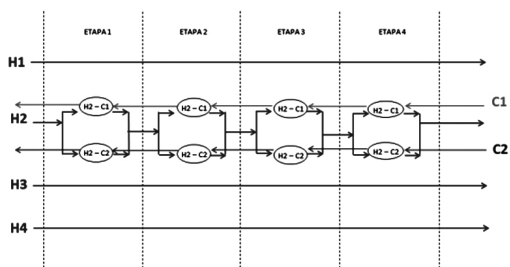 ETAPA 1 ETAPA 2 ETAPA 3 ETAPA 4
H1
H2 – C1 H2 – C1 H2 – C1 H2 – C1 C1
H2
H2 – C2 H2 – C2 H2 – C2 H2 – C2 C2
H3
H4